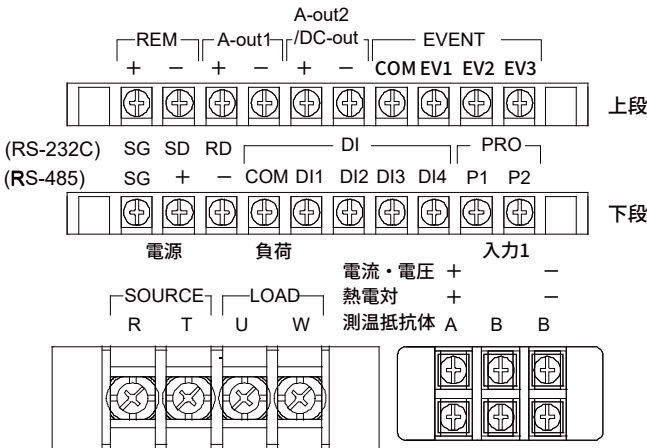 A-out2
REM A-out1 /DC-out EVENT
+ − + − + − COM EV1 EV2 EV3
上段
(RS-232C) SG SD RD DI PRO
(RS-485) SG + − COM DI1 DI2 DI3 DI4 P1 P2
下段
電源 負荷 入力1
電流・電圧 + −
SOURCE LOAD 熱電対 + −
R T U W 測温抵抗体 A B B